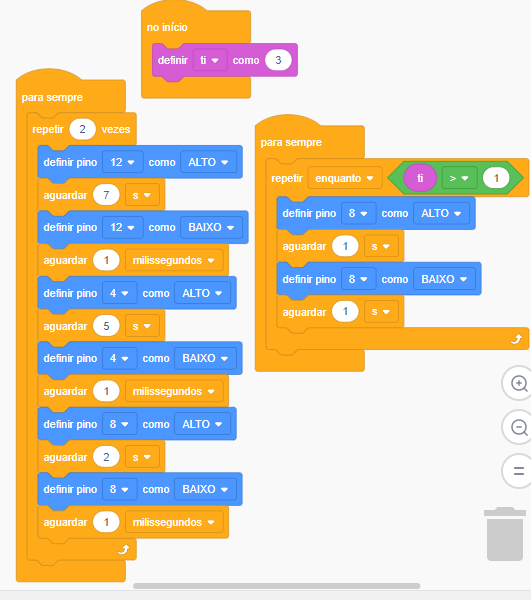 no início
definir ti como 3
para sempre
repetir 2 vezes
definir pino 12 como ALTO
aguardar 7 s
definir pino 12 como BAIXO
aguardar 1 milissegundos
definir pino 4 como ALTO
aguardar 5 s
definir pino 4 como BAIXO
aguardar 1 milissegundos
definir pino 8 como ALTO
aguardar 2 s
definir pino 8 como BAIXO
aguardar 1 milissegundos
para sempre
repetir enquanto ti > 1
definir pino 8 como ALTO
aguardar 1 s
definir pino 8 como BAIXO
aguardar 1 s